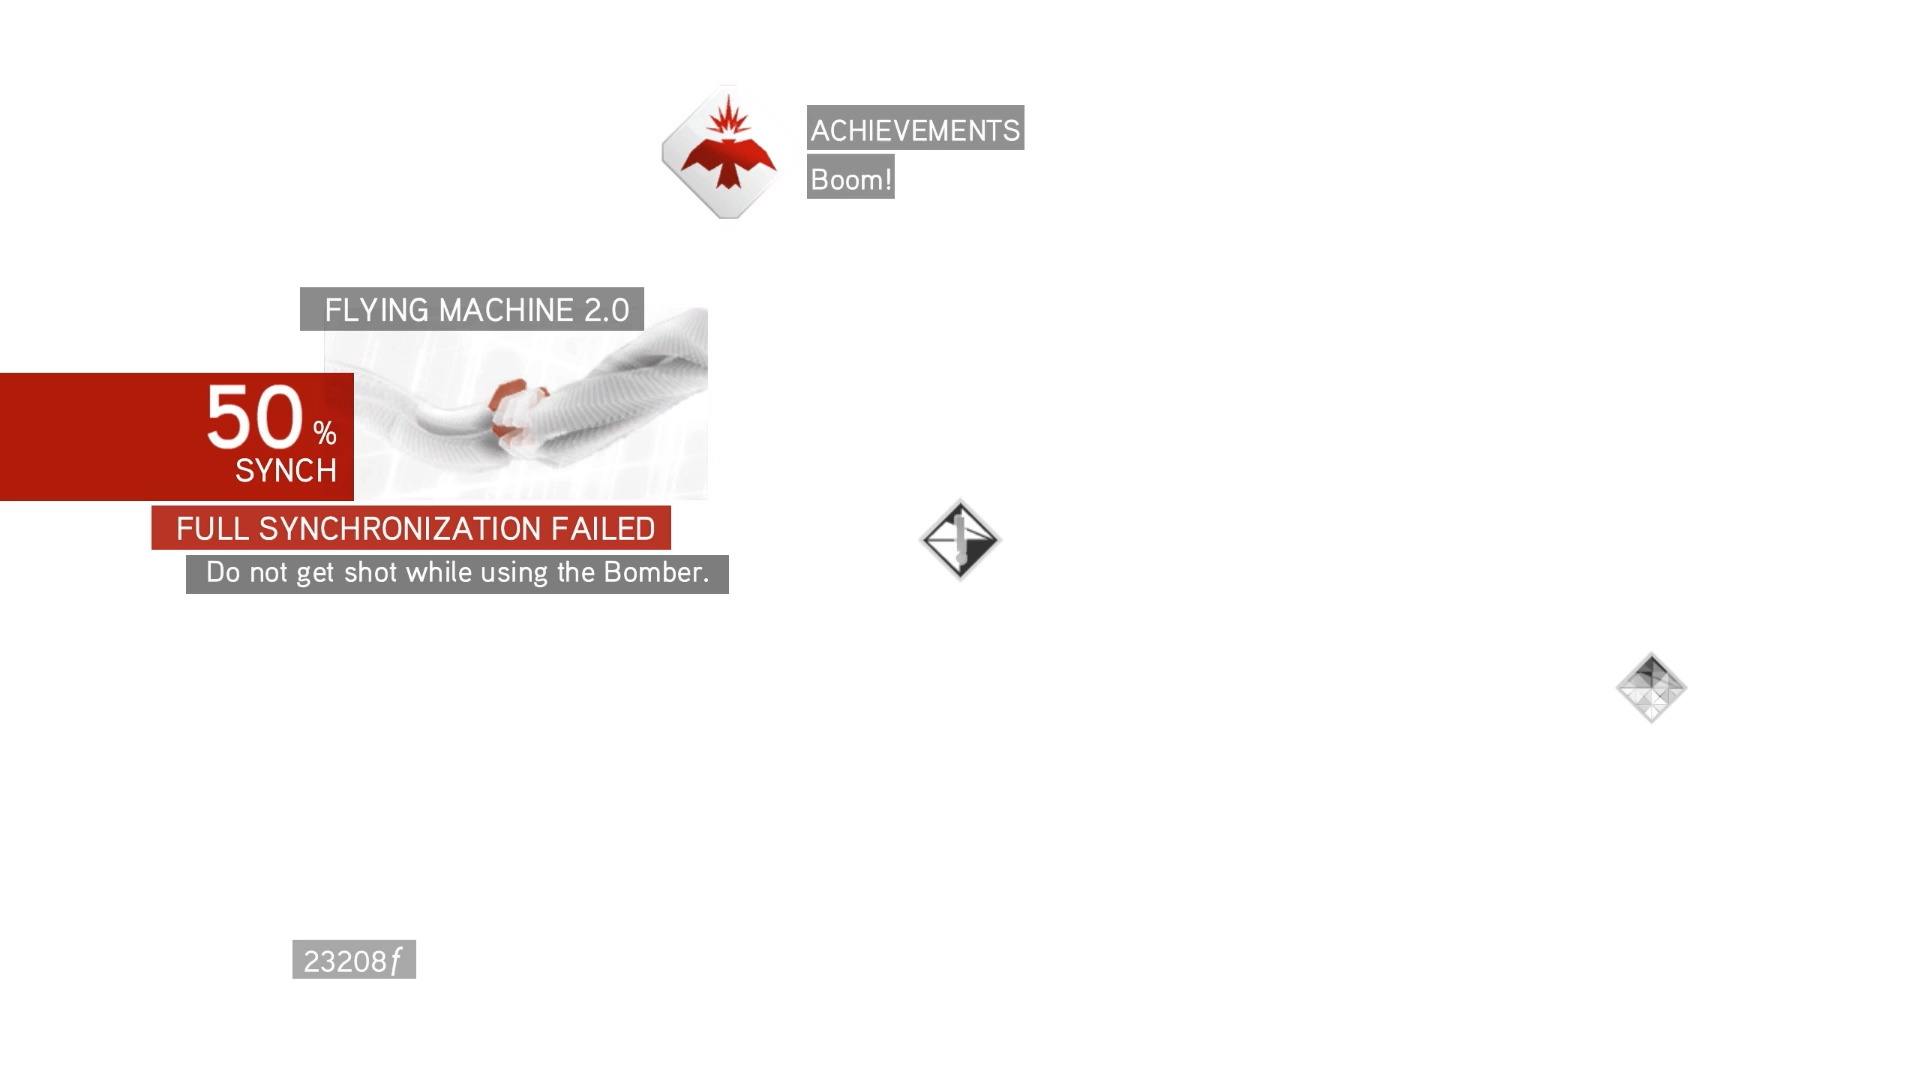 ACHIEVEMENTS
Boom!
FLYING MACHINE 2.0
50 %
SYNCH
FULL SYNCHRONIZATION FAILED
Do not get shot while using the Bomber.
23208ƒ